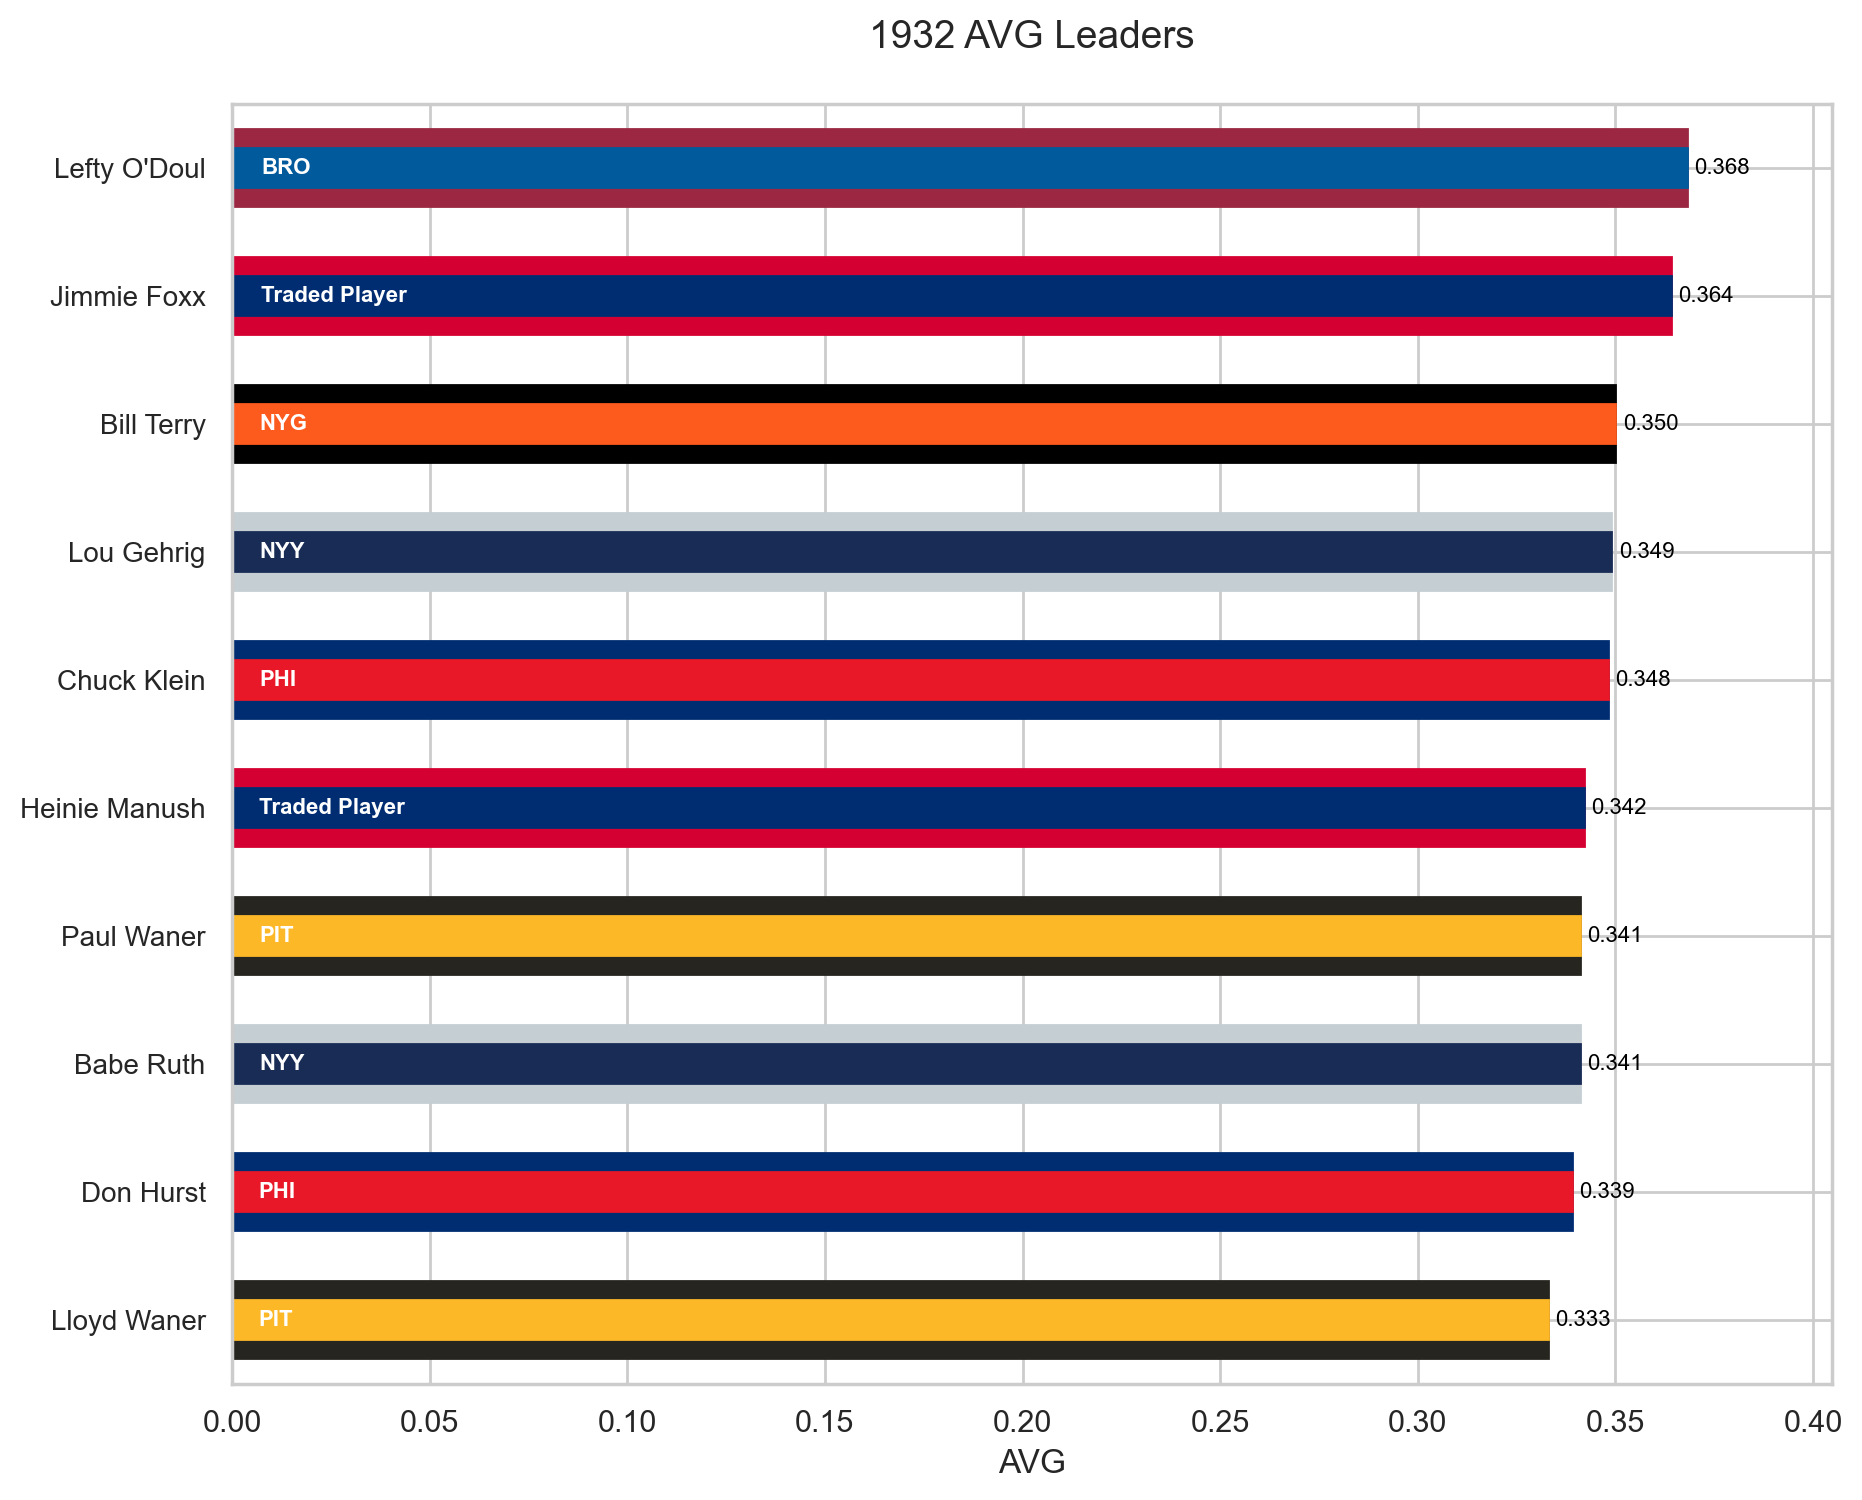 1932 AVG Leaders
Lefty O'Doul BRO 0.368
Jimmie Foxx Traded Player 0.364
Bill Terry NYG 0.350
Lou Gehrig NYY 0.349
Chuck Klein PHI 0.348
Heinie Manush Traded Player 0.342
Paul Waner PIT 0.341
Babe Ruth NYY 0.341
Don Hurst PHI 0.339
Lloyd Waner PIT 0.333
0.00 0.05 0.10 0.15 0.20 0.25 0.30 0.35 0.40
AVG